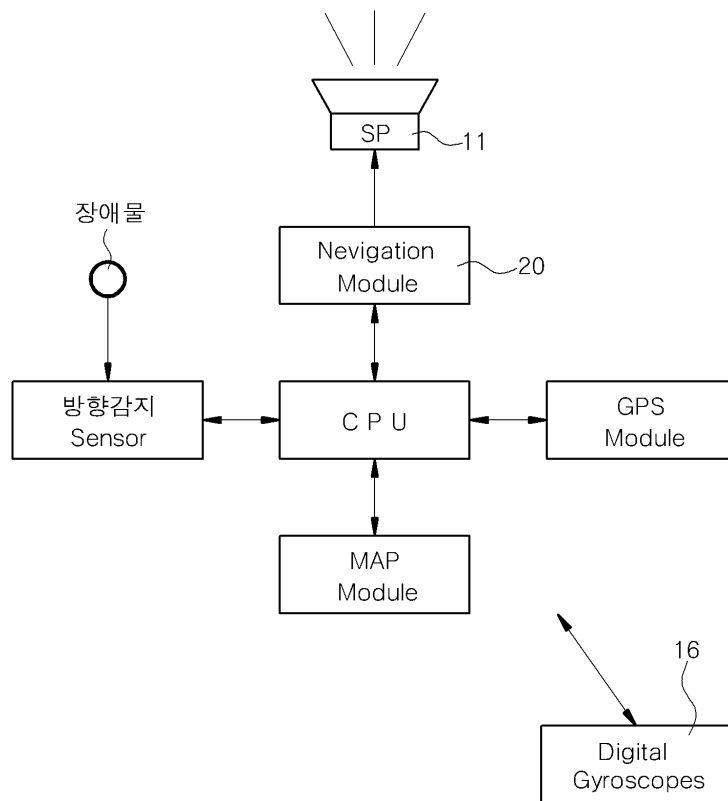 SP
11
장애물
Nevigation
Module
20
방향감지
Sensor
C P U
GPS
Module
MAP
Module
16
Digital
Gyroscopes